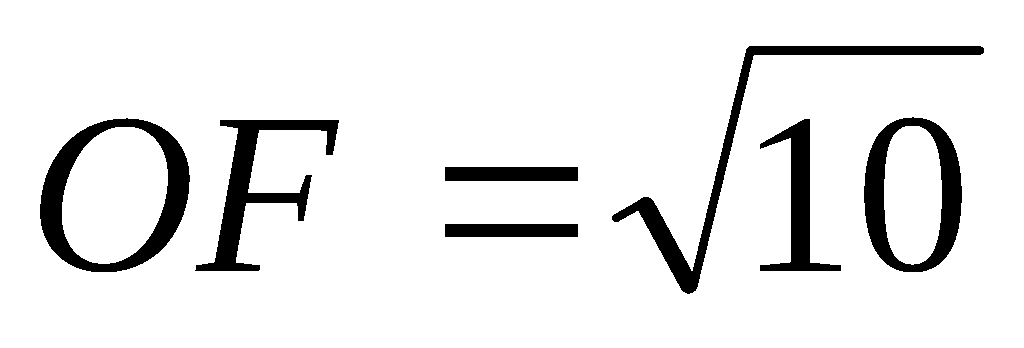 OF = √10